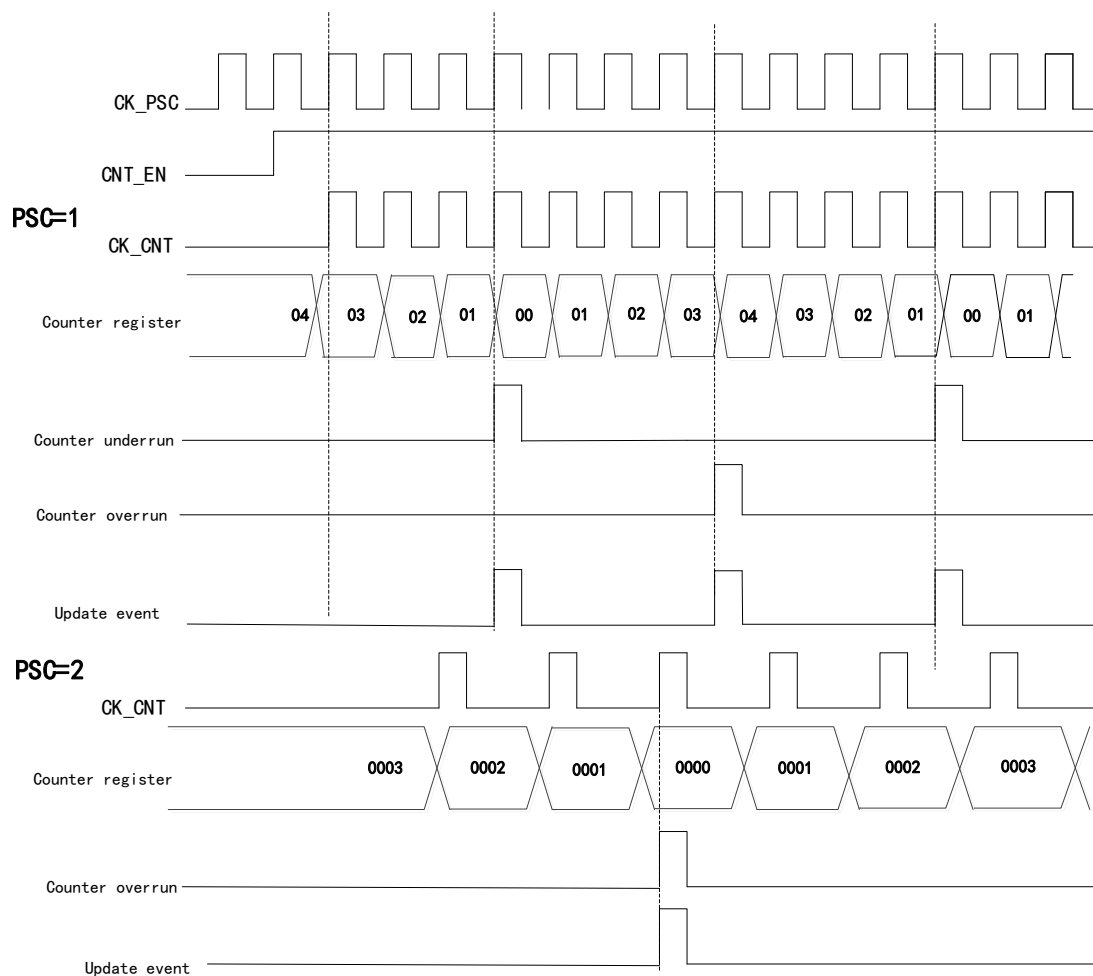 CK_PSC
CNT_EN
PSC=1
CK_CNT
Counter register 04 03 02 01 00 01 02 03 04 03 02 01 00 01
Counter underrun
Counter overrun
Update event
PSC=2
CK_CNT
Counter register 0003 0002 0001 0000 0001 0002 0003
Counter overrun
Update event